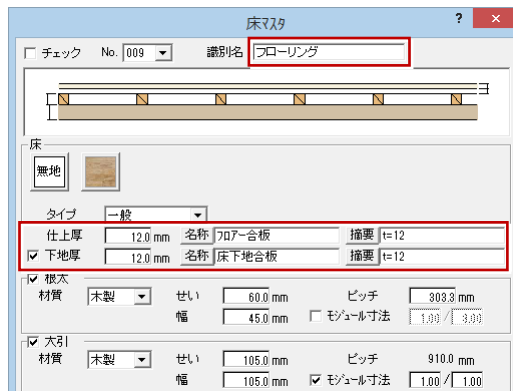 床ﾏｽﾀ ? ×
チェック No. 009 識別名 フローリング
床
無地
タイプ 一般
仕上厚 12.0 mm 名称 ﾌﾛｱｰ合板 摘要 t=12
下地厚 12.0 mm 名称 床下地合板 摘要 t=12
根太
材質 木製 せい 60.0 mm ピッチ 303.3 mm
幅 45.0 mm モジュール寸法 1.00 / 3.00
大引
材質 木製 せい 105.0 mm ピッチ 910.0 mm
幅 105.0 mm モジュール寸法 1.00 / 1.00